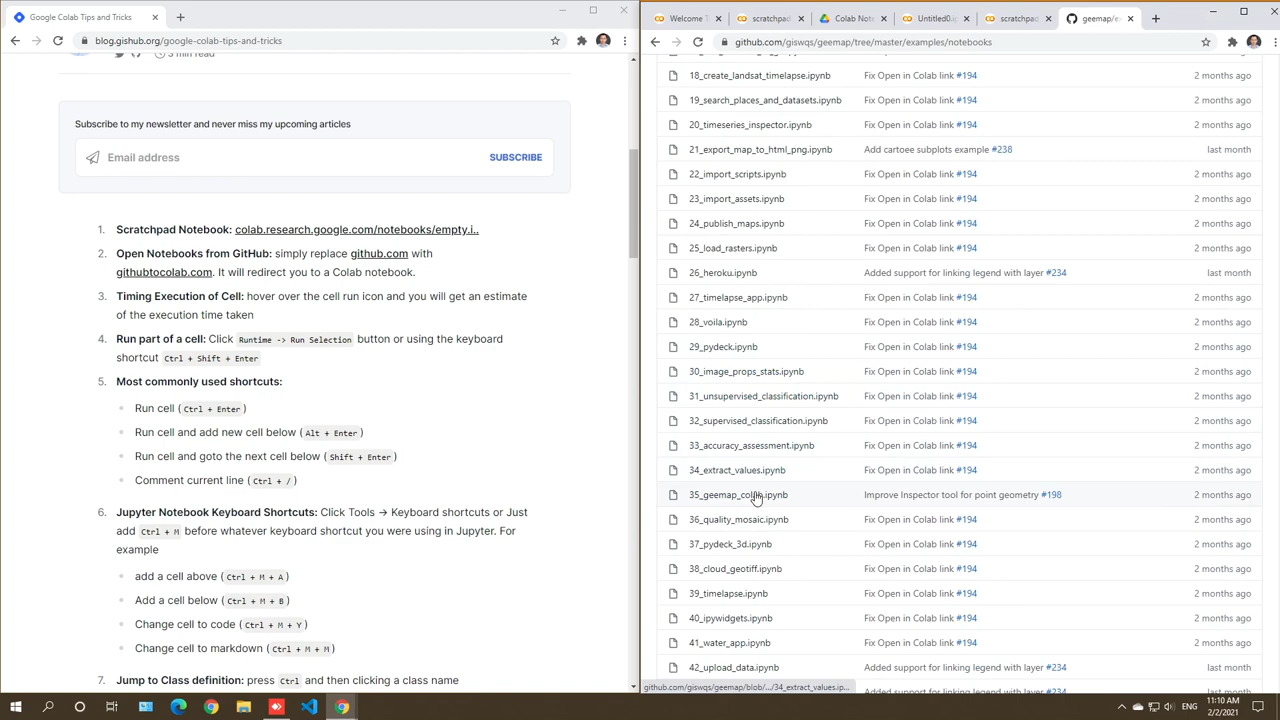 Google Colab Tips and Tricks
blog.gishub.org/google-colab-tips-and-tricks
3 min read
Subscribe to my newsletter and never miss my upcoming articles
Email address
SUBSCRIBE
1. Scratchpad Notebook: colab.research.google.com/notebooks/empty.i..
2. Open Notebooks from GitHub: simply replace github.com with
githubtocolab.com. It will redirect you to a Colab notebook.
3. Timing Execution of Cell: hover over the cell run icon and you will get an estimate
of the execution time taken
4. Run part of a cell: Click Runtime -> Run Selection button or using the keyboard
shortcut Ctrl + Shift + Enter
5. Most commonly used shortcuts:
Run cell ( Ctrl + Enter )
Run cell and add new cell below ( Alt + Enter )
Run cell and goto the next cell below ( Shift + Enter )
Comment current line ( Ctrl + / )
6. Jupyter Notebook Keyboard Shortcuts: Click Tools → Keyboard shortcuts or Just
add Ctrl + M before whatever keyboard shortcut you were using in Jupyter. For
example
add a cell above ( Ctrl + M + A )
Add a cell below ( Ctrl + M + B )
Change cell to code ( Ctrl + M + Y )
Change cell to markdown ( Ctrl + M + M )
7. Jump to Class definition: press Ctrl and then clicking a class name
Welcome T
scratchpad
Colab Note
Untitled0.i
scratchpad
geemap/ex
github.com/giswqs/geemap/tree/master/examples/notebooks
18_create_landsat_timelapse.ipynb Fix Open in Colab link #194 2 months ago
19_search_places_and_datasets.ipynb Fix Open in Colab link #194 2 months ago
20_timeseries_inspector.ipynb Fix Open in Colab link #194 2 months ago
21_export_map_to_html_png.ipynb Add cartoee subplots example #238 last month
22_import_scripts.ipynb Fix Open in Colab link #194 2 months ago
23_import_assets.ipynb Fix Open in Colab link #194 2 months ago
24_publish_maps.ipynb Fix Open in Colab link #194 2 months ago
25_load_rasters.ipynb Fix Open in Colab link #194 2 months ago
26_heroku.ipynb Added support for linking legend with layer #234 last month
27_timelapse_app.ipynb Fix Open in Colab link #194 2 months ago
28_voila.ipynb Fix Open in Colab link #194 2 months ago
29_pydeck.ipynb Fix Open in Colab link #194 2 months ago
30_image_props_stats.ipynb Fix Open in Colab link #194 2 months ago
31_unsupervised_classification.ipynb Fix Open in Colab link #194 2 months ago
32_supervised_classification.ipynb Fix Open in Colab link #194 2 months ago
33_accuracy_assessment.ipynb Fix Open in Colab link #194 2 months ago
34_extract_values.ipynb Fix Open in Colab link #194 2 months ago
35_geemap_colab.ipynb Improve Inspector tool for point geometry #198 2 months ago
36_quality_mosaic.ipynb Fix Open in Colab link #194 2 months ago
37_pydeck_3d.ipynb Fix Open in Colab link #194 2 months ago
38_cloud_geotiff.ipynb Fix Open in Colab link #194 2 months ago
39_timelapse.ipynb Fix Open in Colab link #194 2 months ago
40_ipywidgets.ipynb Fix Open in Colab link #194 2 months ago
41_water_app.ipynb Fix Open in Colab link #194 2 months ago
42_upload_data.ipynb Added support for linking legend with layer #234 last month
github.com/giswqs/geemap/blob/.../34_extract_values.ip...
Added support for linking legend with layer #234 last month
ENG
11:10 AM
2/2/2021